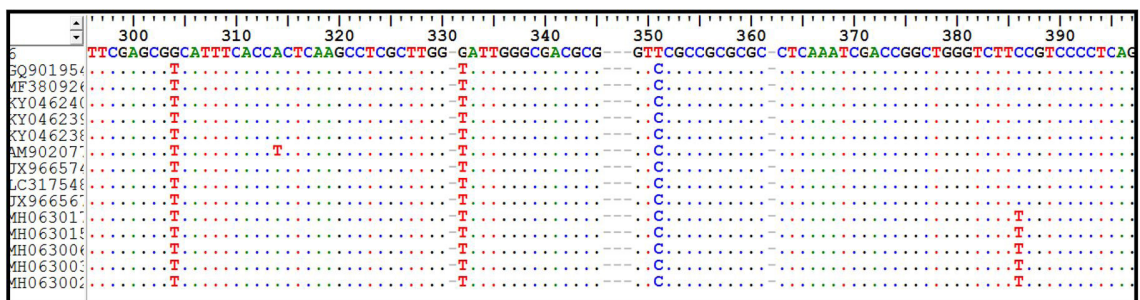 300 310 320 330 340 350 360 370 380 390
6 TTCGAGCGGCATTTCACCACTCAAGCCTCGCTTGG-GATTGGGCGACGCG---GTTCGCCGCGCGC-CTCAAATCGACCGGCTGGGTCTTCCGTCCCCTCAG
GQ901954 ........T..........................-T.............---..C..........-...................................
MF380926 ........T..........................-T.............---..C..........-...................................
KY046240 ........T..........................-T.............---..C..........-...................................
KY046239 ........T..........................-T.............---..C..........-...................................
KY046238 ........T..........................-T.............---..C..........-...................................
AM902077 ........T.........T................-T.............---..C..........-...................................
JX966574 ........T..........................-T.............---..C..........-...................................
LC317548 ........T..........................-T.............---..C..........-...................................
JX966567 ........T..........................-T.............---..C..........-...................................
MH063017 ........T..........................-T.............---..C..........-.......................T...........
MH063015 ........T..........................-T.............---..C..........-.......................T...........
MH063006 ........T..........................-T.............---..C..........-.......................T...........
MH063003 ........T..........................-T.............---..C..........-.......................T...........
MH063002 ........T..........................-T.............---..C..........-.......................T...........